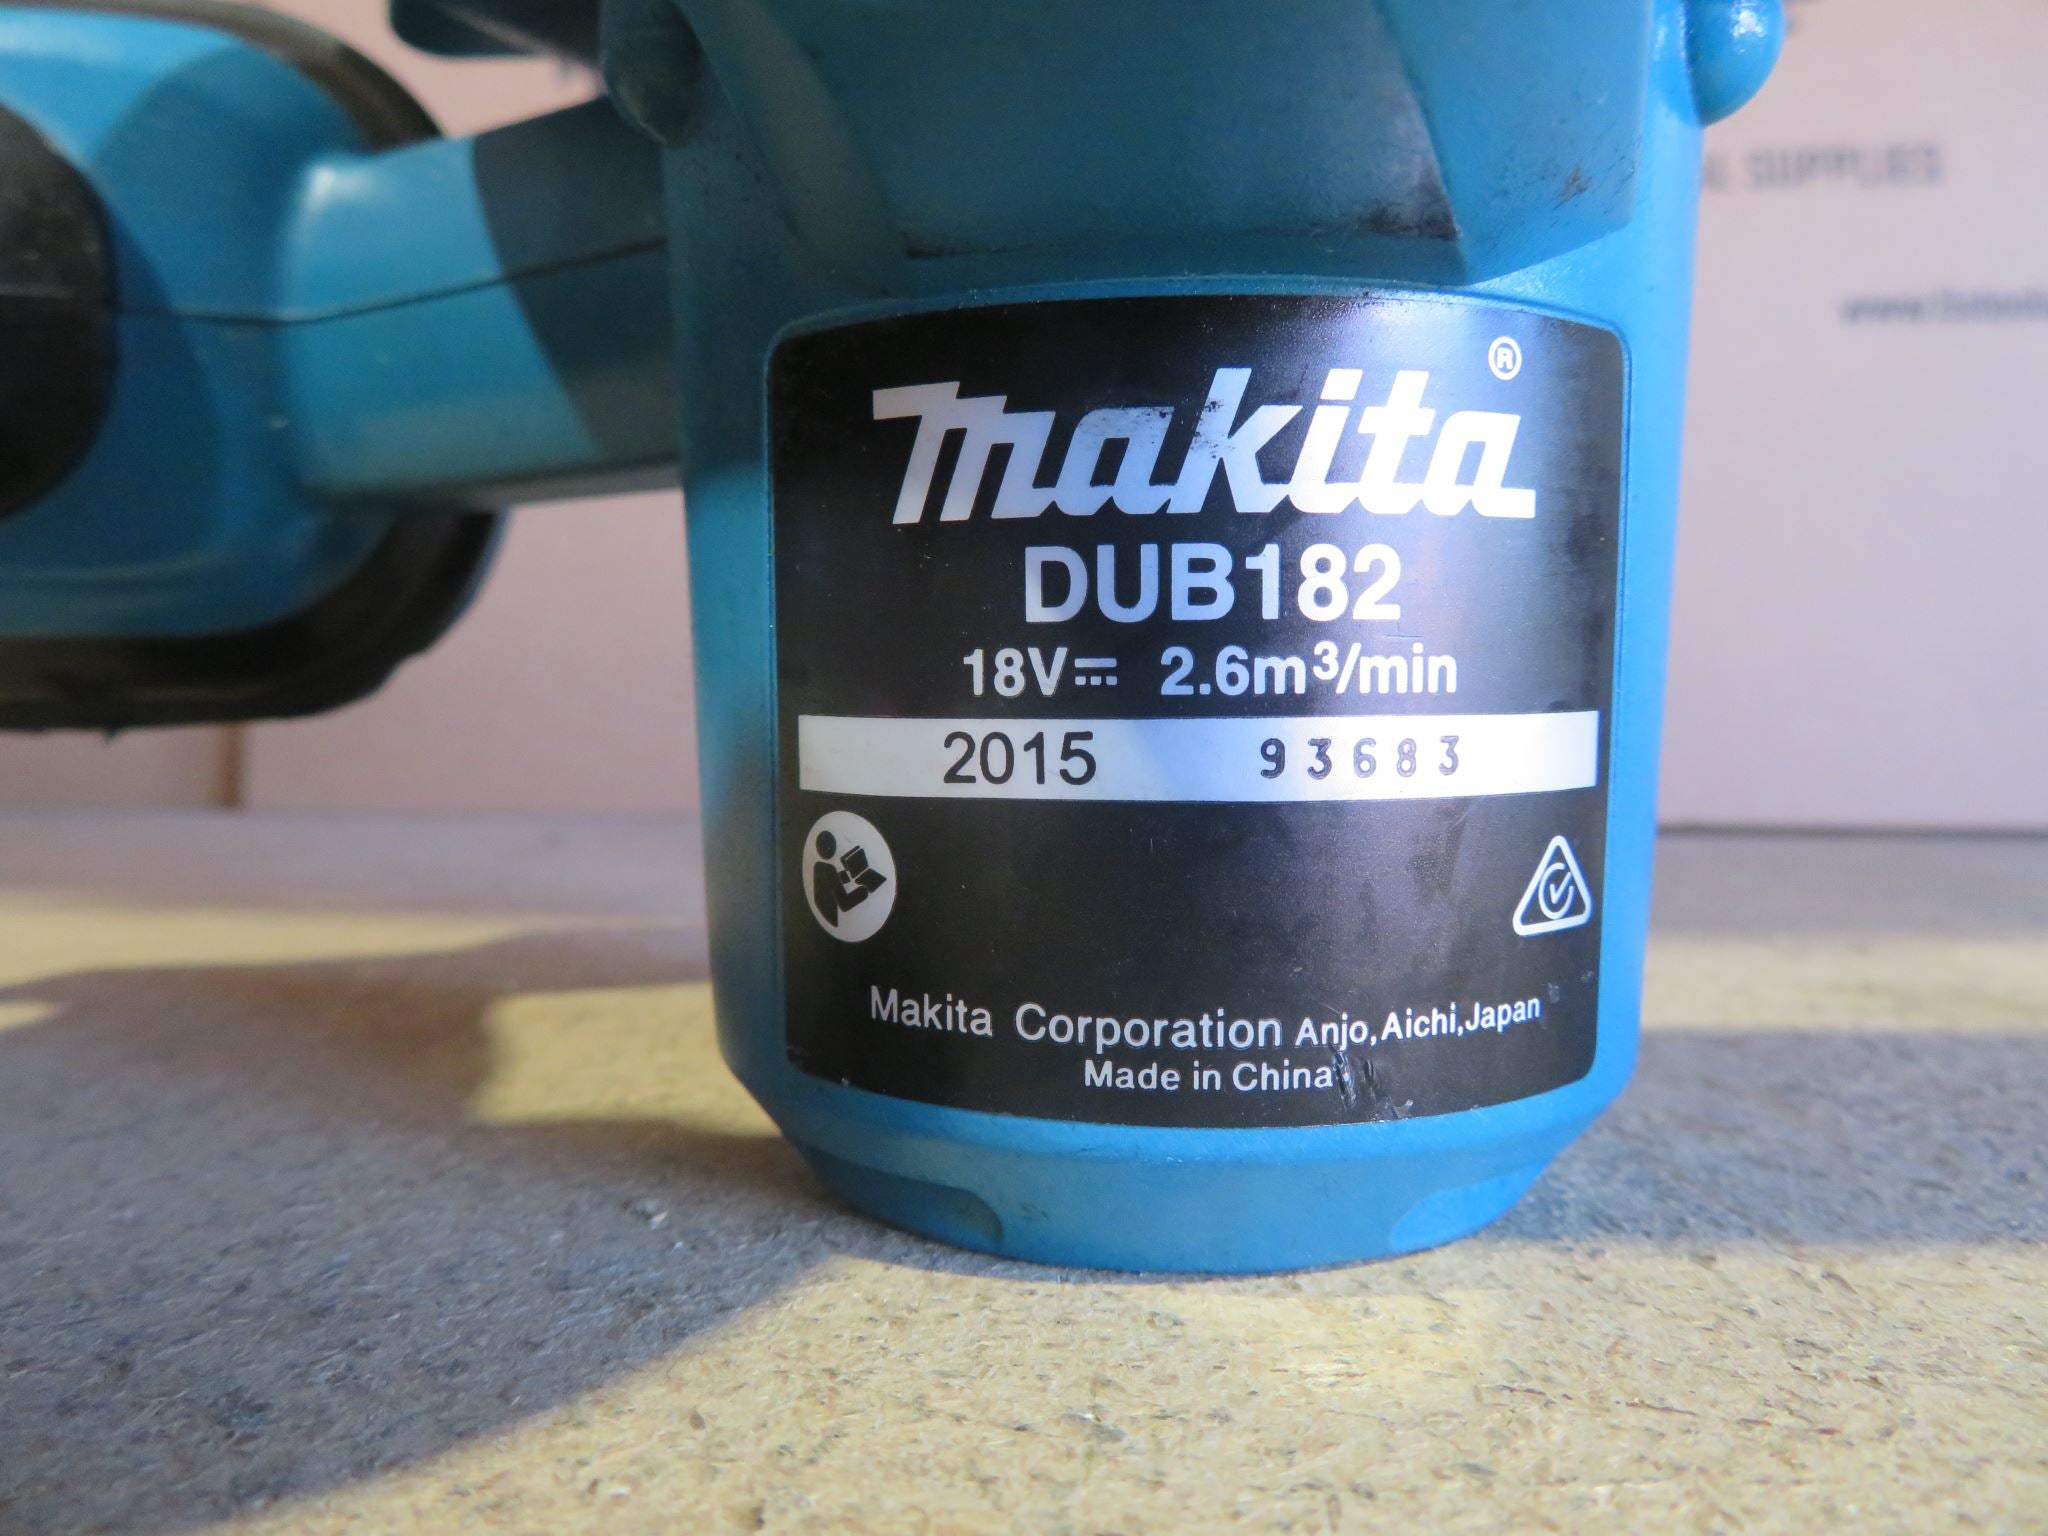 L SUPPLIES
makita®
DUB182
18V⎓ 2.6m³/min
2015 93683
Makita Corporation Anjo,Aichi,Japan
Made in China